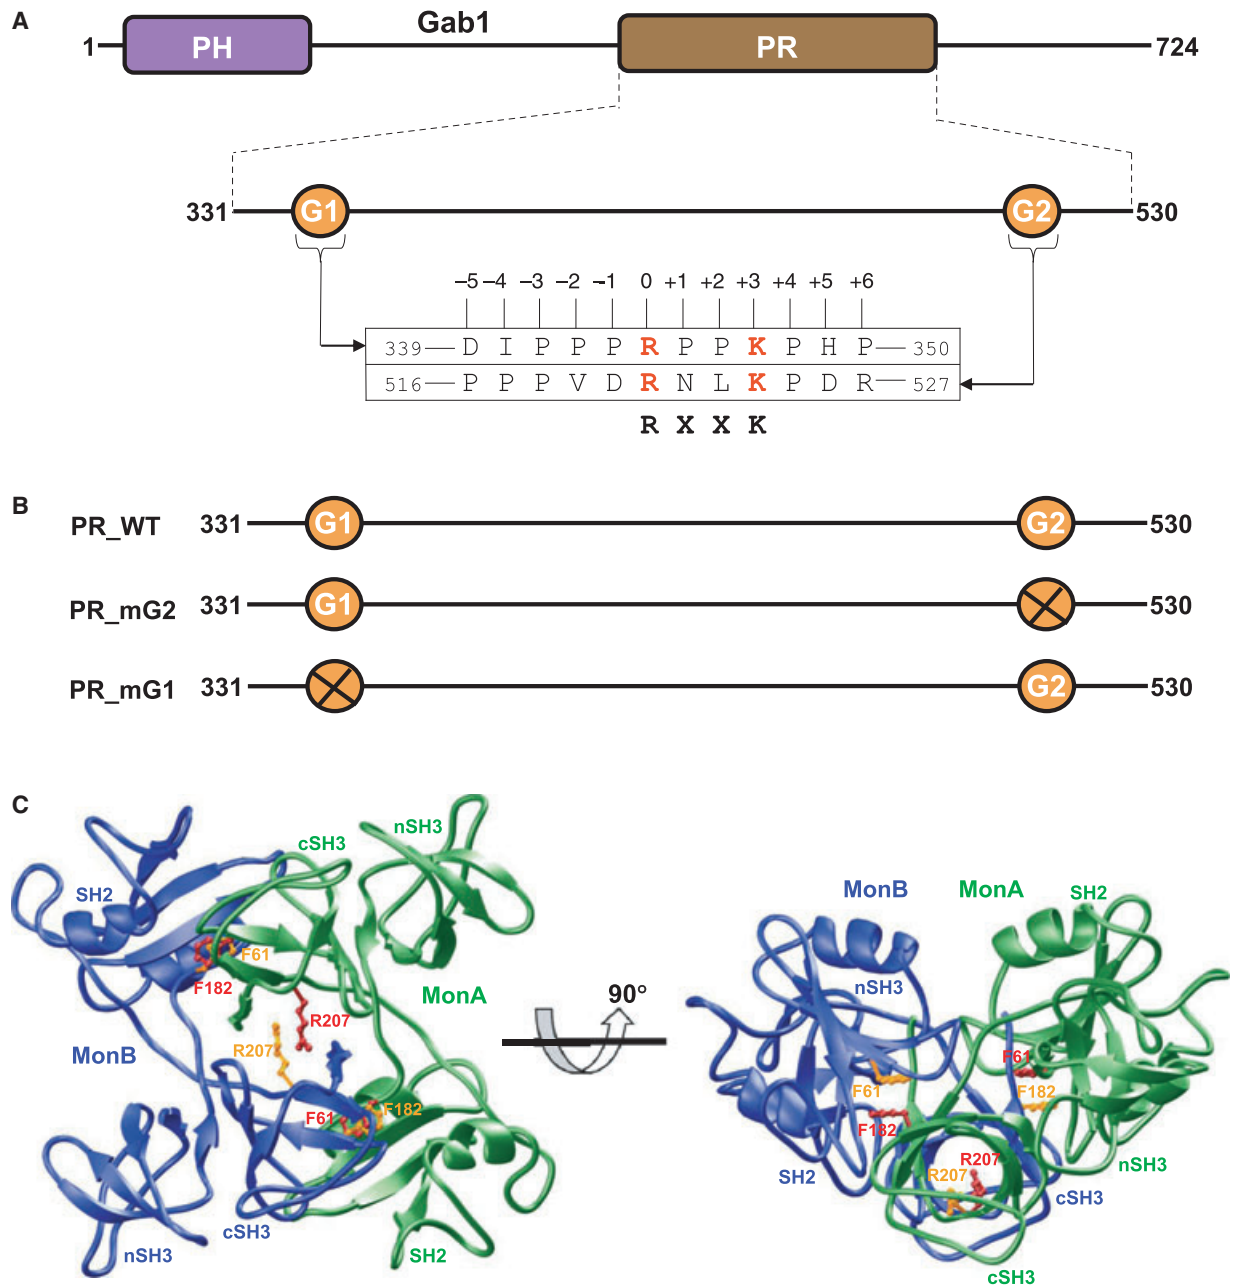 A
Gab1
1 PH PR 724
331 G1 G2 530
–5 –4 –3 –2 –1 0 +1 +2 +3 +4 +5 +6
339 D I P P P R P P K P H P 350
516 P P P V D R N L K P D R 527
R X X K
B
PR_WT 331 G1 G2 530
PR_mG2 331 G1 530
PR_mG1 331 G2 530
C
nSH3
cSH3
SH2
F61
F182
MonA
R207
R207
MonB
F182
F61
cSH3
nSH3
SH2
90°
MonB MonA
SH2
nSH3
F61
F61
F182
F182
R207
R207
SH2
nSH3
cSH3
cSH3